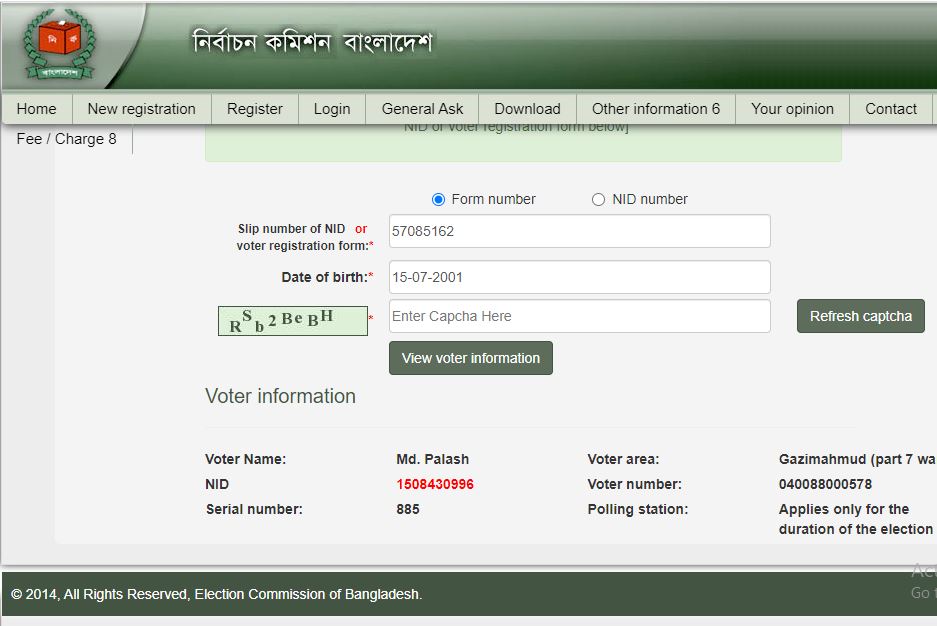 নির্বাচন কমিশন বাংলাদেশ
নি ক
বাংলাদেশ
Home New registration Register Login General Ask Download Other information 6 Your opinion Contact
Fee / Charge 8
NID or voter registration form below]
Form number NID number
Slip number of NID or
voter registration form:*
57085162
Date of birth:* 15-07-2001
RSb2BeBH * Enter Capcha Here Refresh captcha
View voter information
Voter information
Voter Name: Md. Palash Voter area: Gazimahmud (part 7 wa
NID 1508430996 Voter number: 040088000578
Serial number: 885 Polling station: Applies only for the
duration of the election
Go t
© 2014, All Rights Reserved, Election Commission of Bangladesh.